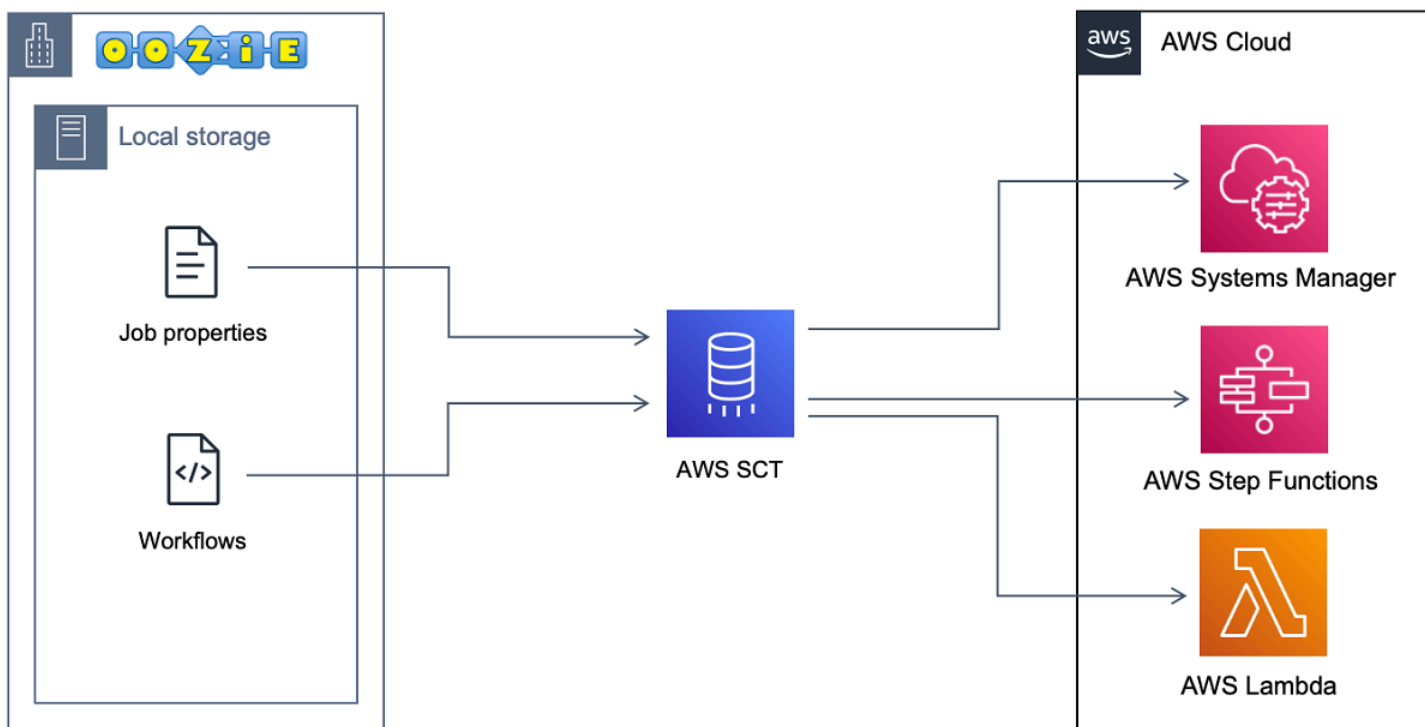 OOZiE
Local storage
Job properties
</>
Workflows
AWS SCT
aws
AWS Cloud
AWS Systems Manager
AWS Step Functions
AWS Lambda